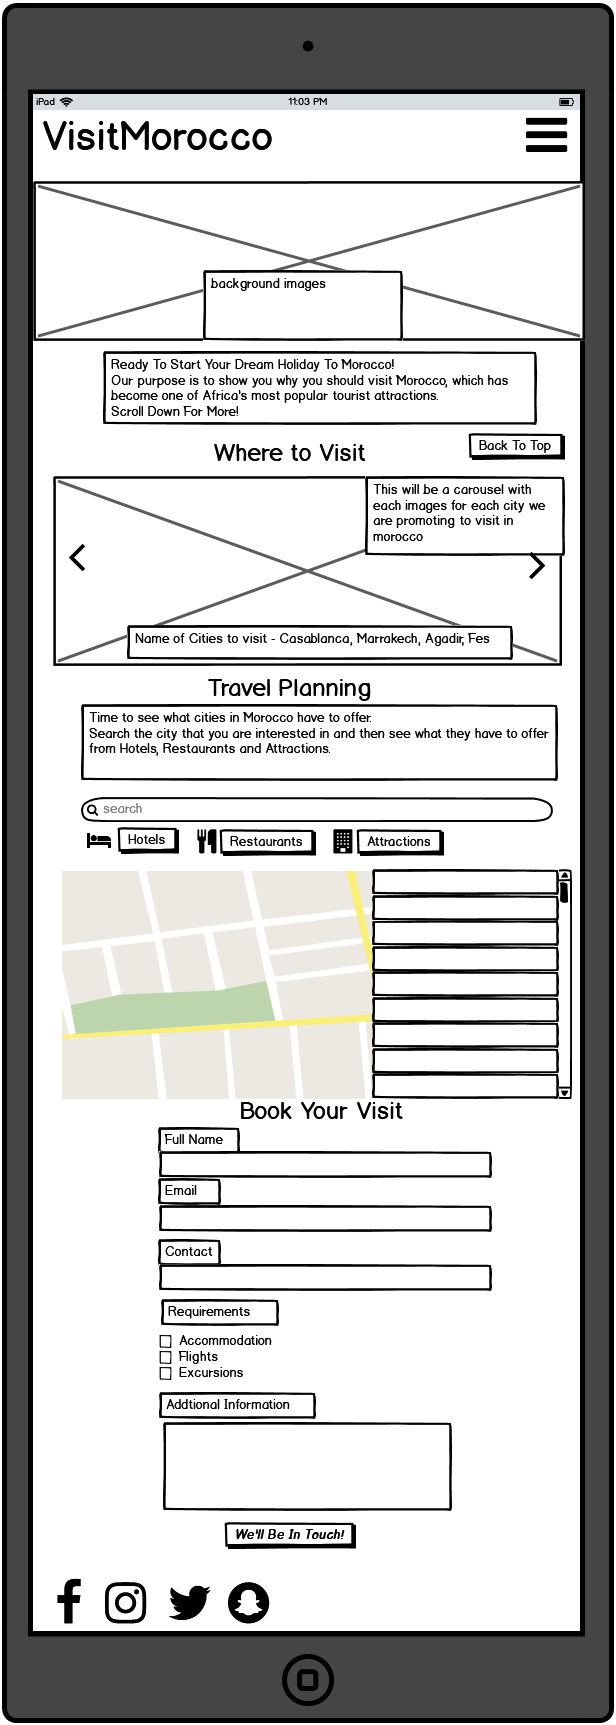 iPad
11:03 PM
VisitMorocco
background images
Ready To Start Your Dream Holiday To Morocco!
Our purpose is to show you why you should visit Morocco, which has
become one of Africa's most popular tourist attractions.
Scroll Down For More!
Where to Visit
Back To Top
This will be a carousel with
each images for each city we
are promoting to visit in
morocco
Name of Cities to visit - Casablanca, Marrakech, Agadir, Fes
Travel Planning
Time to see what cities in Morocco have to offer.
Search the city that you are interested in and then see what they have to offer
from Hotels, Restaurants and Attractions.
search
Hotels
Restaurants
Attractions
Book Your Visit
Full Name
Email
Contact
Requirements
Accommodation
Flights
Excursions
Addtional Information
We'll Be In Touch!